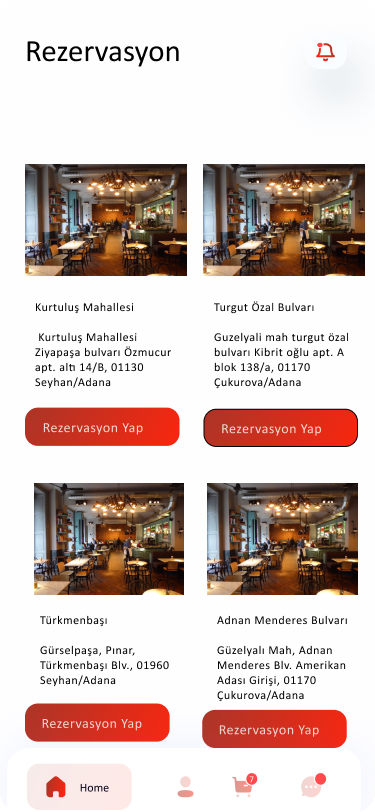 Rezervasyon
Kurtuluş Mahallesi
Kurtuluş Mahallesi
Ziyapaşa bulvarı Özmucur
apt. altı 14/B, 01130
Seyhan/Adana
Rezervasyon Yap
Turgut Özal Bulvarı
Guzelyali mah turgut özal
bulvarı Kibrit oğlu apt. A
blok 138/a, 01170
Çukurova/Adana
Rezervasyon Yap
Türkmenbaşı
Gürselpaşa, Pınar,
Türkmenbaşı Blv., 01960
Seyhan/Adana
Rezervasyon Yap
Adnan Menderes Bulvarı
Güzelyalı Mah, Adnan
Menderes Blv. Amerikan
Adası Girişi, 01170
Çukurova/Adana
Rezervasyon Yap
Home
7